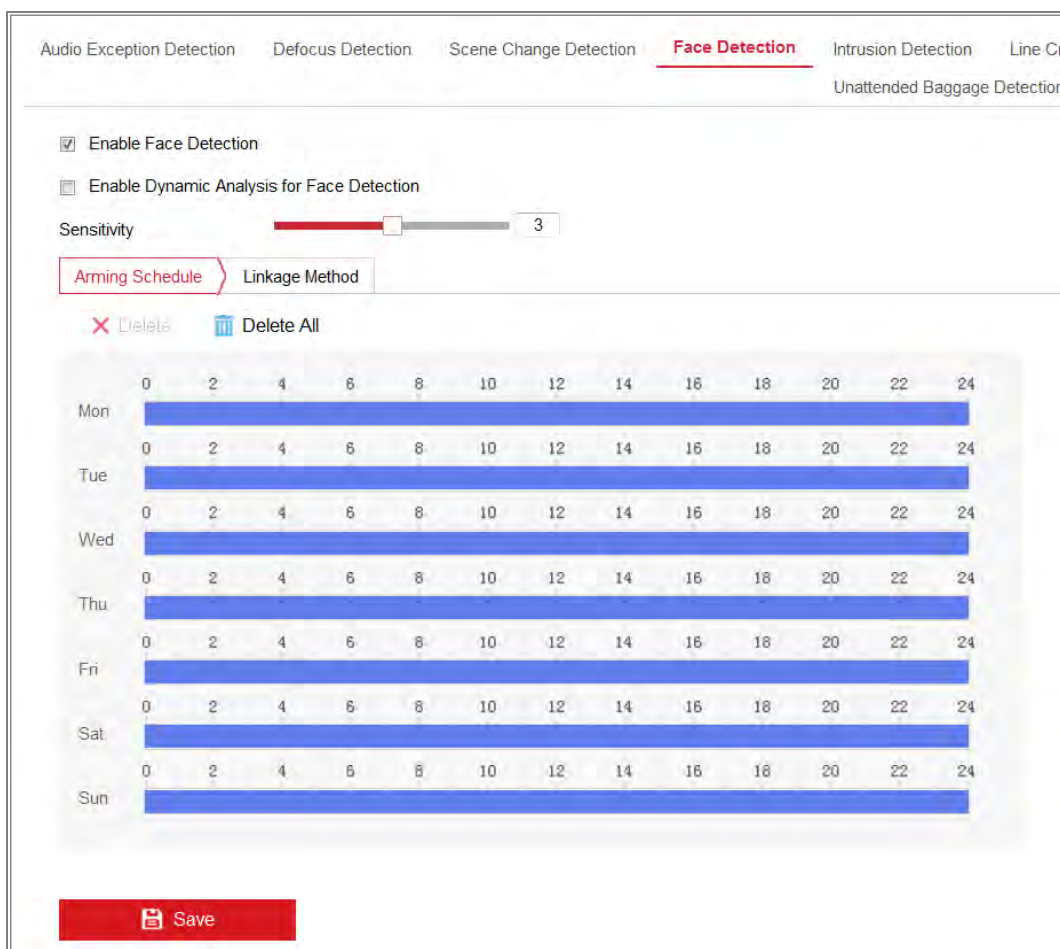 Audio Exception Detection Defocus Detection Scene Change Detection Face Detection Intrusion Detection Line
Unattended Baggage Detection
Enable Face Detection
Enable Dynamic Analysis for Face Detection
Sensitivity 3
Arming Schedule Linkage Method
Delete Delete All
0 2 4 6 8 10 12 14 16 18 20 22 24
Mon
0 2 4 6 8 10 12 14 16 18 20 22 24
Tue
0 2 4 6 8 10 12 14 16 18 20 22 24
Wed
0 2 4 6 8 10 12 14 16 18 20 22 24
Thu
0 2 4 6 8 10 12 14 16 18 20 22 24
Fri
0 2 4 6 8 10 12 14 16 18 20 22 24
Sat
0 2 4 6 8 10 12 14 16 18 20 22 24
Sun
Save